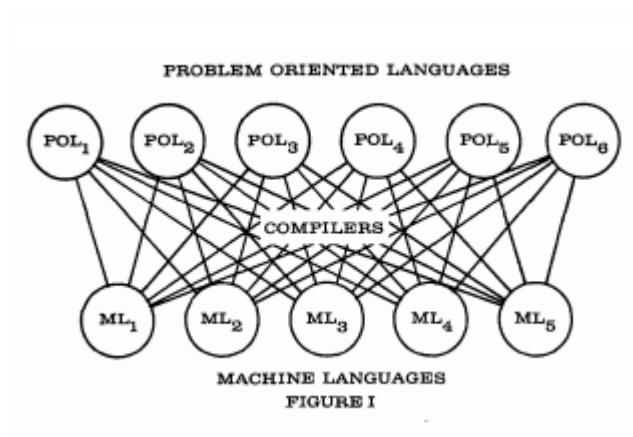 PROBLEM ORIENTED LANGUAGES
POL1 POL2 POL3 POL4 POL5 POL6
COMPILERS
ML1 ML2 ML3 ML4 ML5
MACHINE LANGUAGES
FIGURE I